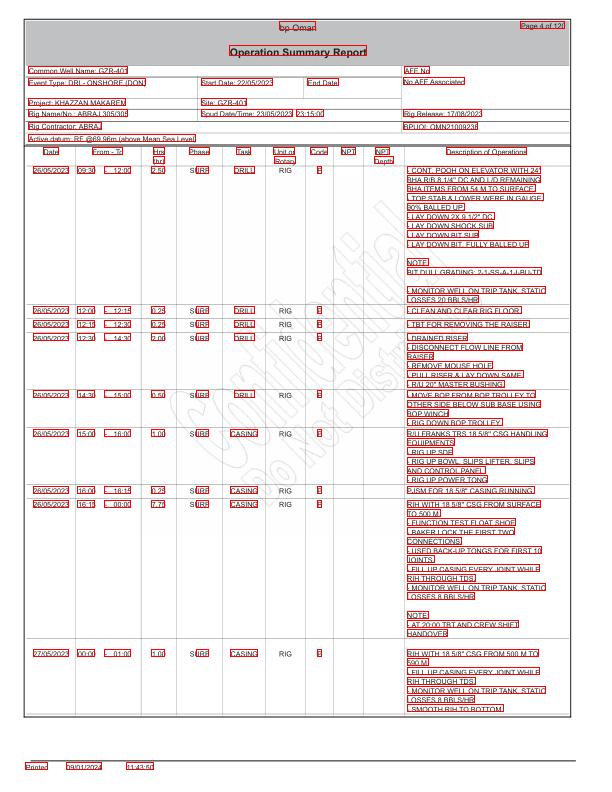 bp Oman
Page 4 of 120
Operation Summary Report
Common Well Name: GZR-401
AFE No
Event Type: DRL- ONSHORE (DON)
Start Date: 22/05/2023
End Date
No AFE Associated
Project: KHAZZAN MAKAREM
Site: GZR-401
Rig Name/No.: ABRAJ 305/305
Spud Date/Time: 23/05/2023 23:15:00
Rig Release: 17/08/2023
Rig Contractor: ABRAJ
BPUOI: OMN21009236
Active datum: RF @69.96m (above Mean Sea Level)
Date From - To Hrs (hr) Phase Task Unit or Rotary Code NPT NPT Depth Description of Operations
26/05/2023 09:30 - 12:00 2.50 SURF DRILL RIG P - CONT. POOH ON ELEVATOR WITH 24"
BHA R/B 8 1/4" DC AND L/D REMAINING
BHA ITEMS FROM 54 M TO SURFACE.
- TOP STAB & LOWER WERE IN GAUGE,
90% BALLED UP
- LAY DOWN 2X 9 1/2" DC.
- LAY DOWN SHOCK SUB
- LAY DOWN BIT SUB
- LAY DOWN BIT. FULLY BALLED UP
NOTE:
BIT DULL GRADING: 2-1-SS-A-1-I-BU-TD
- MONITOR WELL ON TRIP TANK, STATIC
LOSSES 20 BBLS/HR
26/05/2023 12:00 - 12:15 0.25 SURF DRILL RIG P - CLEAN AND CLEAR RIG FLOOR.
26/05/2023 12:15 - 12:30 0.25 SURF DRILL RIG P - TBT FOR REMOVING THE RAISER.
26/05/2023 12:30 - 14:30 2.00 SURF DRILL RIG P - DRAINED RISER
- DISCONNECT FLOW LINE FROM
RAISER
- REMOVE MOUSE HOLE
- PULL RISER & LAY DOWN SAME
- R/U 20" MASTER BUSHING.
26/05/2023 14:30 - 15:00 0.50 SURF DRILL RIG P - MOVE BOP FROM BOP TROLLEY TO
OTHER SIDE BELOW SUB BASE USING
BOP WINCH
- RIG DOWN BOP TROLLEY.
26/05/2023 15:00 - 16:00 1.00 SURF CASING RIG P R/U FRANKS TRS 18 5/8" CSG HANDLING
EQUIPMENTS
- RIG UP SDF
- RIG UP BOWL, SLIPS LIFTER, SLIPS
AND CONTROL PANEL
- RIG UP POWER TONG
26/05/2023 16:00 - 16:15 0.25 SURF CASING RIG P PJSM FOR 18 5/8" CASING RUNNING.
26/05/2023 16:15 - 00:00 7.75 SURF CASING RIG P RIH WITH 18 5/8" CSG FROM SURFACE
TO 500 M
- FUNCTION TEST FLOAT SHOE
- BAKER LOCK THE FIRST TWO
CONNECTIONS
- USED BACK-UP TONGS FOR FIRST 10
JOINTS
- FILL UP CASING EVERY JOINT WHILE
RIH THROUGH TDS.
- MONITOR WELL ON TRIP TANK, STATIC
LOSSES 8 BBLS/HR
NOTE:
- AT 20:00 TBT AND CREW SHIFT
HANDOVER
27/05/2023 00:00 - 01:00 1.00 SURF CASING RIG P RIH WITH 18 5/8" CSG FROM 500 M TO
590 M
- FILL UP CASING EVERY JOINT WHILE
RIH THROUGH TDS.
- MONITOR WELL ON TRIP TANK, STATIC
LOSSES 8 BBLS/HR
- SMOOTH RIH TO BOTTOM
Confidential
Do Not Dist
Printed 09/01/2024 11:43:50